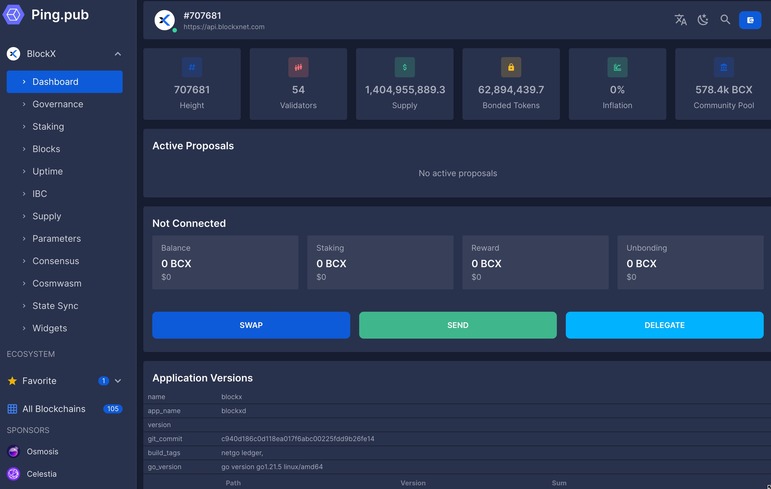 Ping.pub
BlockX
Dashboard
Governance
Staking
Blocks
Uptime
IBC
Supply
Parameters
Consensus
Cosmwasm
State Sync
Widgets
ECOSYSTEM
Favorite 1
All Blockchains 105
SPONSORS
Osmosis
Celestia
#707681
https://api.blockxnet.com
707681
Height
54
Validators
1,404,955,889.3
Supply
62,894,439.7
Bonded Tokens
0%
Inflation
578.4k BCX
Community Pool
Active Proposals
No active proposals
Not Connected
Balance
0 BCX
$0
Staking
0 BCX
$0
Reward
0 BCX
$0
Unbonding
0 BCX
$0
SWAP
SEND
DELEGATE
Application Versions
name blockx
app_name blockxd
version
git_commit c940d186c0d118ea017f6abc00225fdd9b26fe14
build_tags netgo ledger,
go_version go version go1.21.5 linux/amd64
Path Version Sum